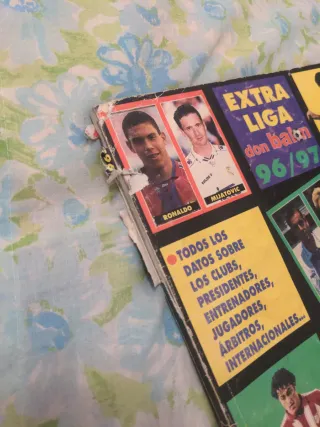 EXTRA
LIGA
don balón
96/97
RONALDO
MIJATOVIC
TODOS LOS
DATOS SOBRE
LOS CLUBS,
PRESIDENTES,
ENTRENADORES,
JUGADORES,
ÁRBITROS,
INTERNACIONALES...